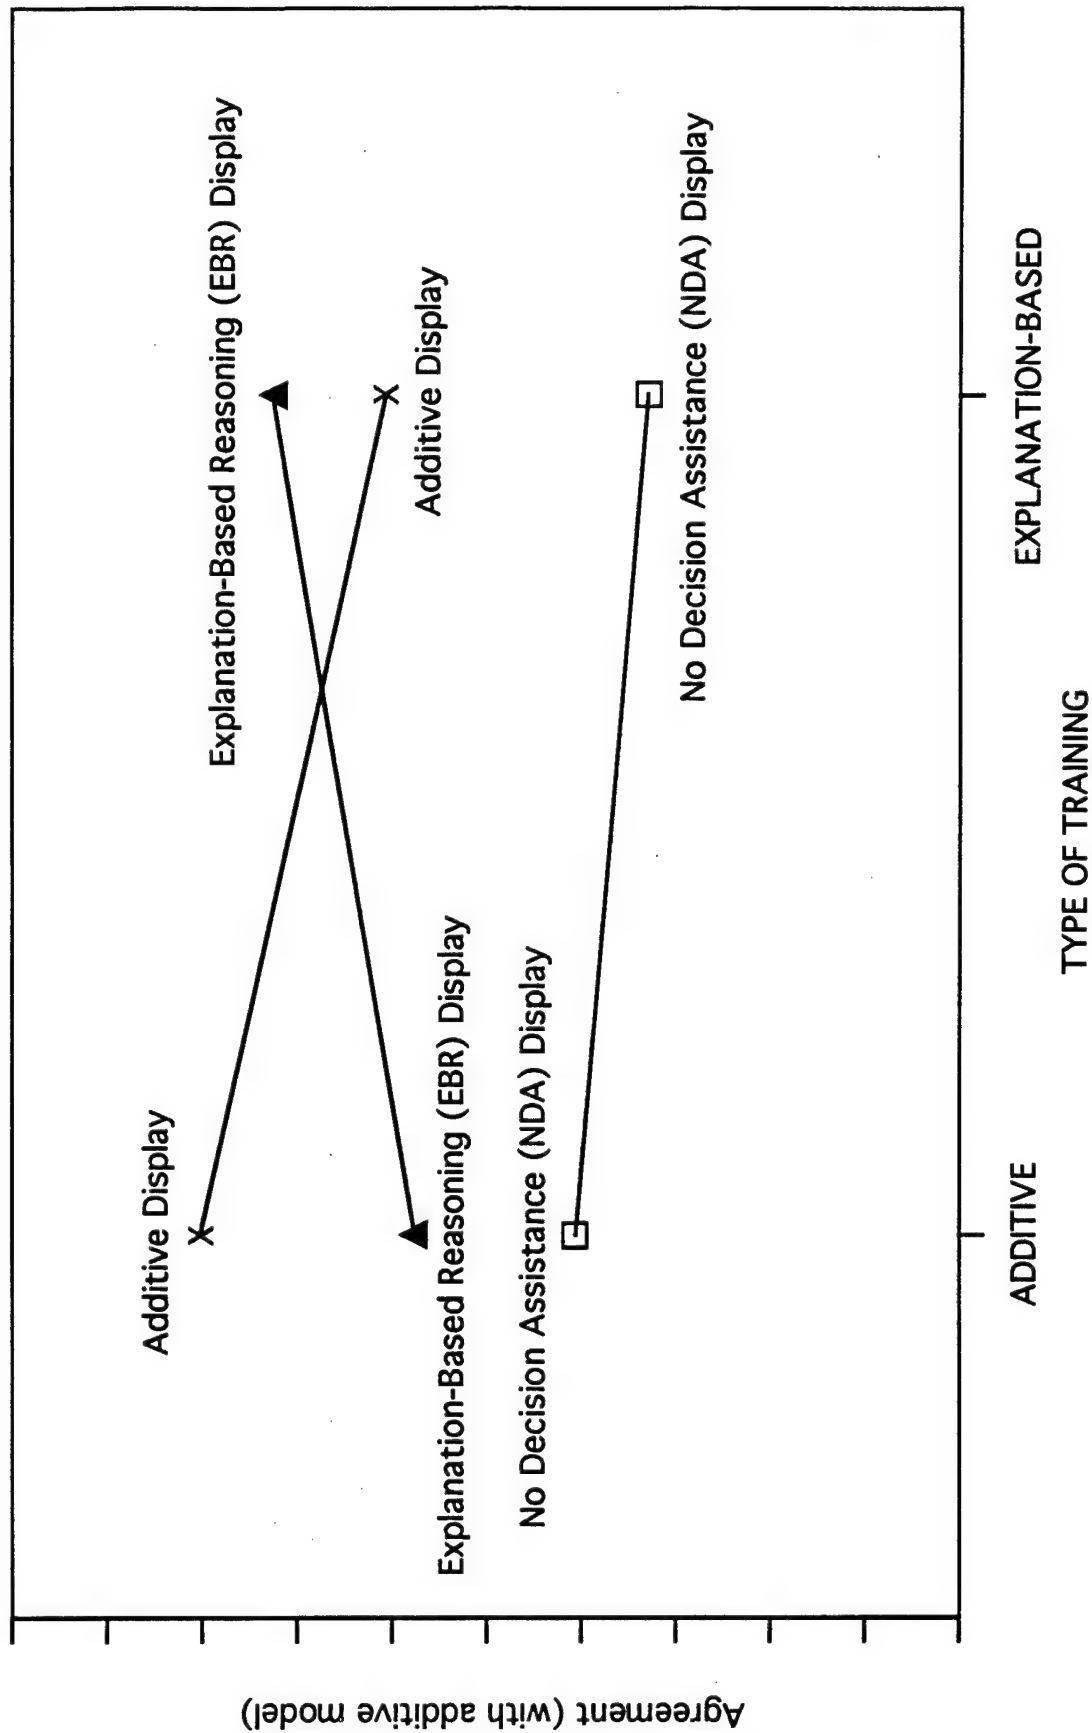 Agreement (with additive model)
Additive Display
Explanation-Based Reasoning (EBR) Display
Explanation-Based Reasoning (EBR) Display
Additive Display
No Decision Assistance (NDA) Display
No Decision Assistance (NDA) Display
ADDITIVE
EXPLANATION-BASED
TYPE OF TRAINING